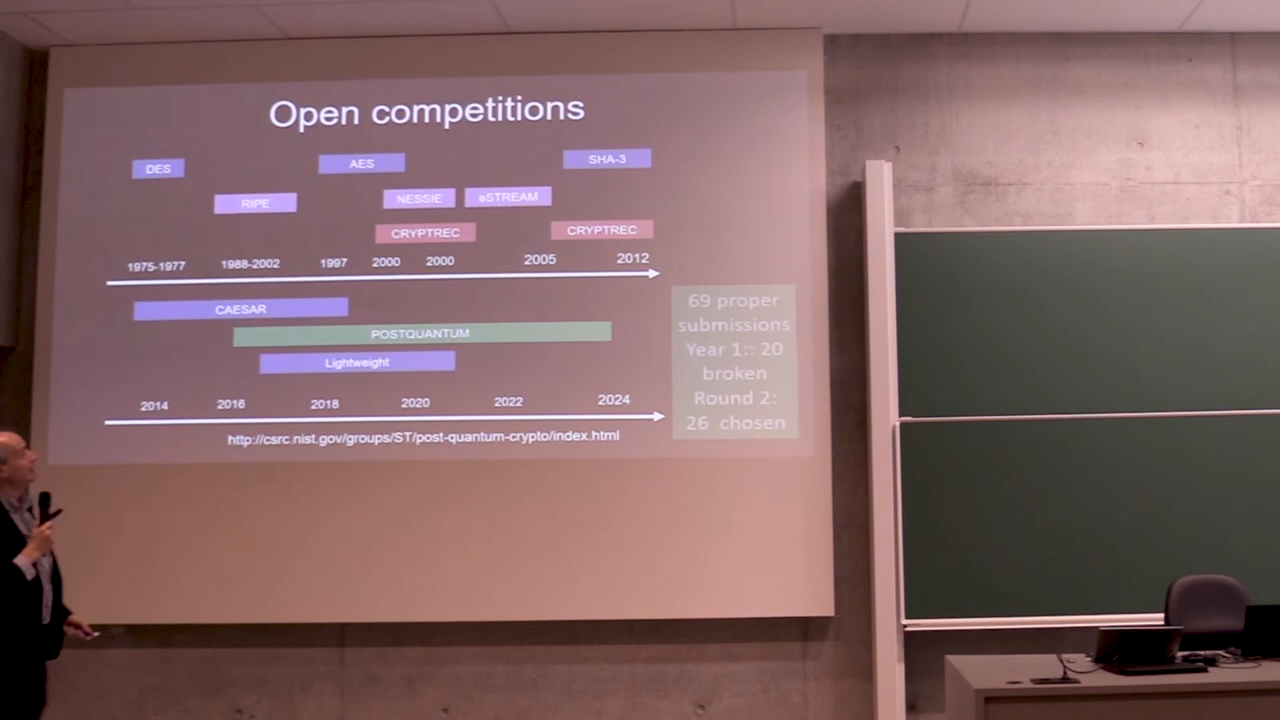 Open competitions
DES
AES
SHA-3
RIPE
NESSIE
eSTREAM
CRYPTREC
CRYPTREC
1975-1977
1988-2002
1997
2000
2000
2005
2012
CAESAR
POSTQUANTUM
Lightweight
2014
2016
2018
2020
2022
2024
http://csrc.nist.gov/groups/ST/post-quantum-crypto/index.html
69 proper
submissions
Year 1:: 20
broken
Round 2:
26 chosen